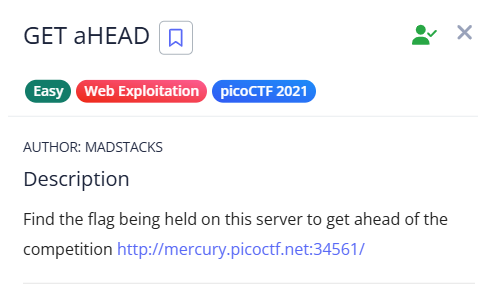 GET aHEAD
Easy Web Exploitation picoCTF 2021
AUTHOR: MADSTACKS
Description
Find the flag being held on this server to get ahead of the
competition http://mercury.picoctf.net:34561/